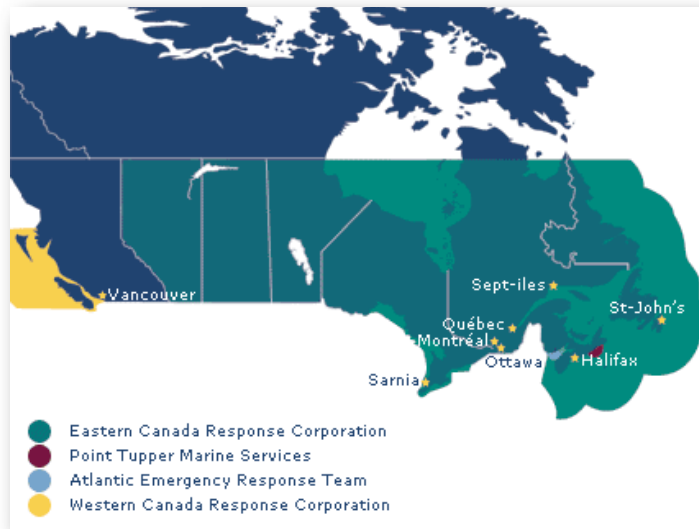 Vancouver
Sept-iles
St-John's
Québec
Montréal
Ottawa
Halifax
Sarnia
Eastern Canada Response Corporation
Point Tupper Marine Services
Atlantic Emergency Response Team
Western Canada Response Corporation